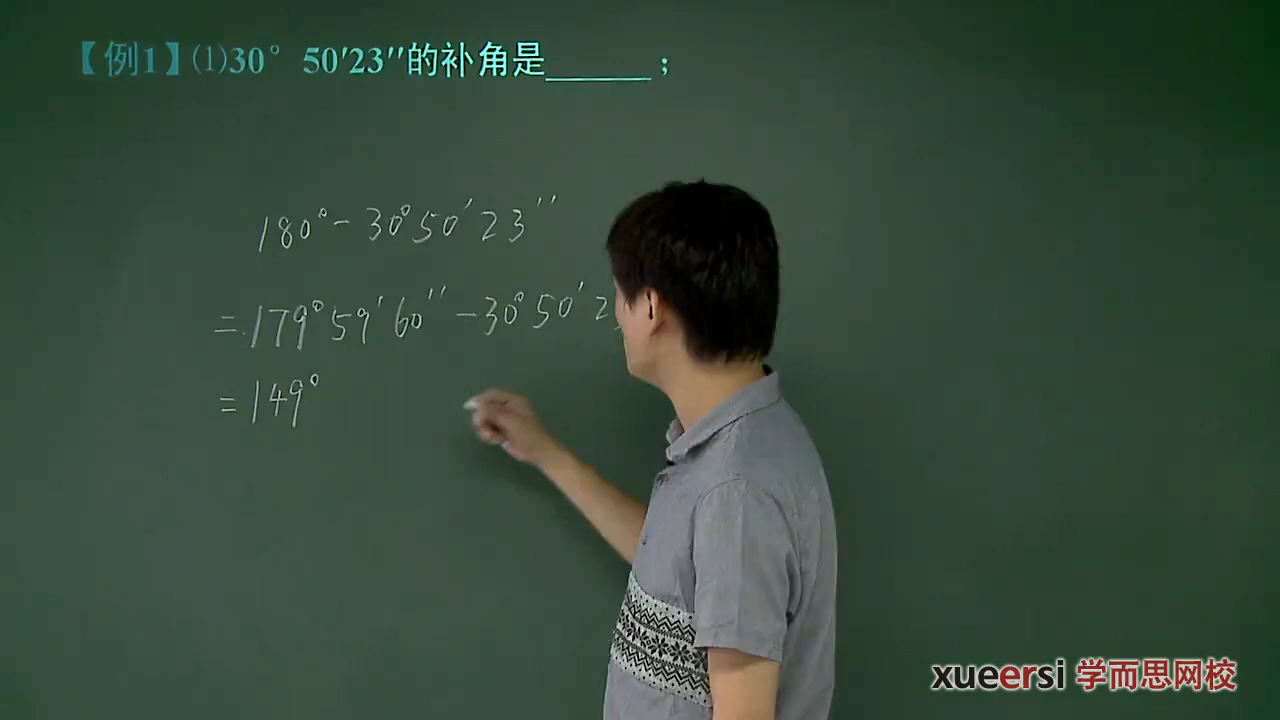 【例1】(1)30°50′23″的补角是______；
180°-30°50′23″
=179°59′60″-30°50′2
=149°
xueersi 学而思网校